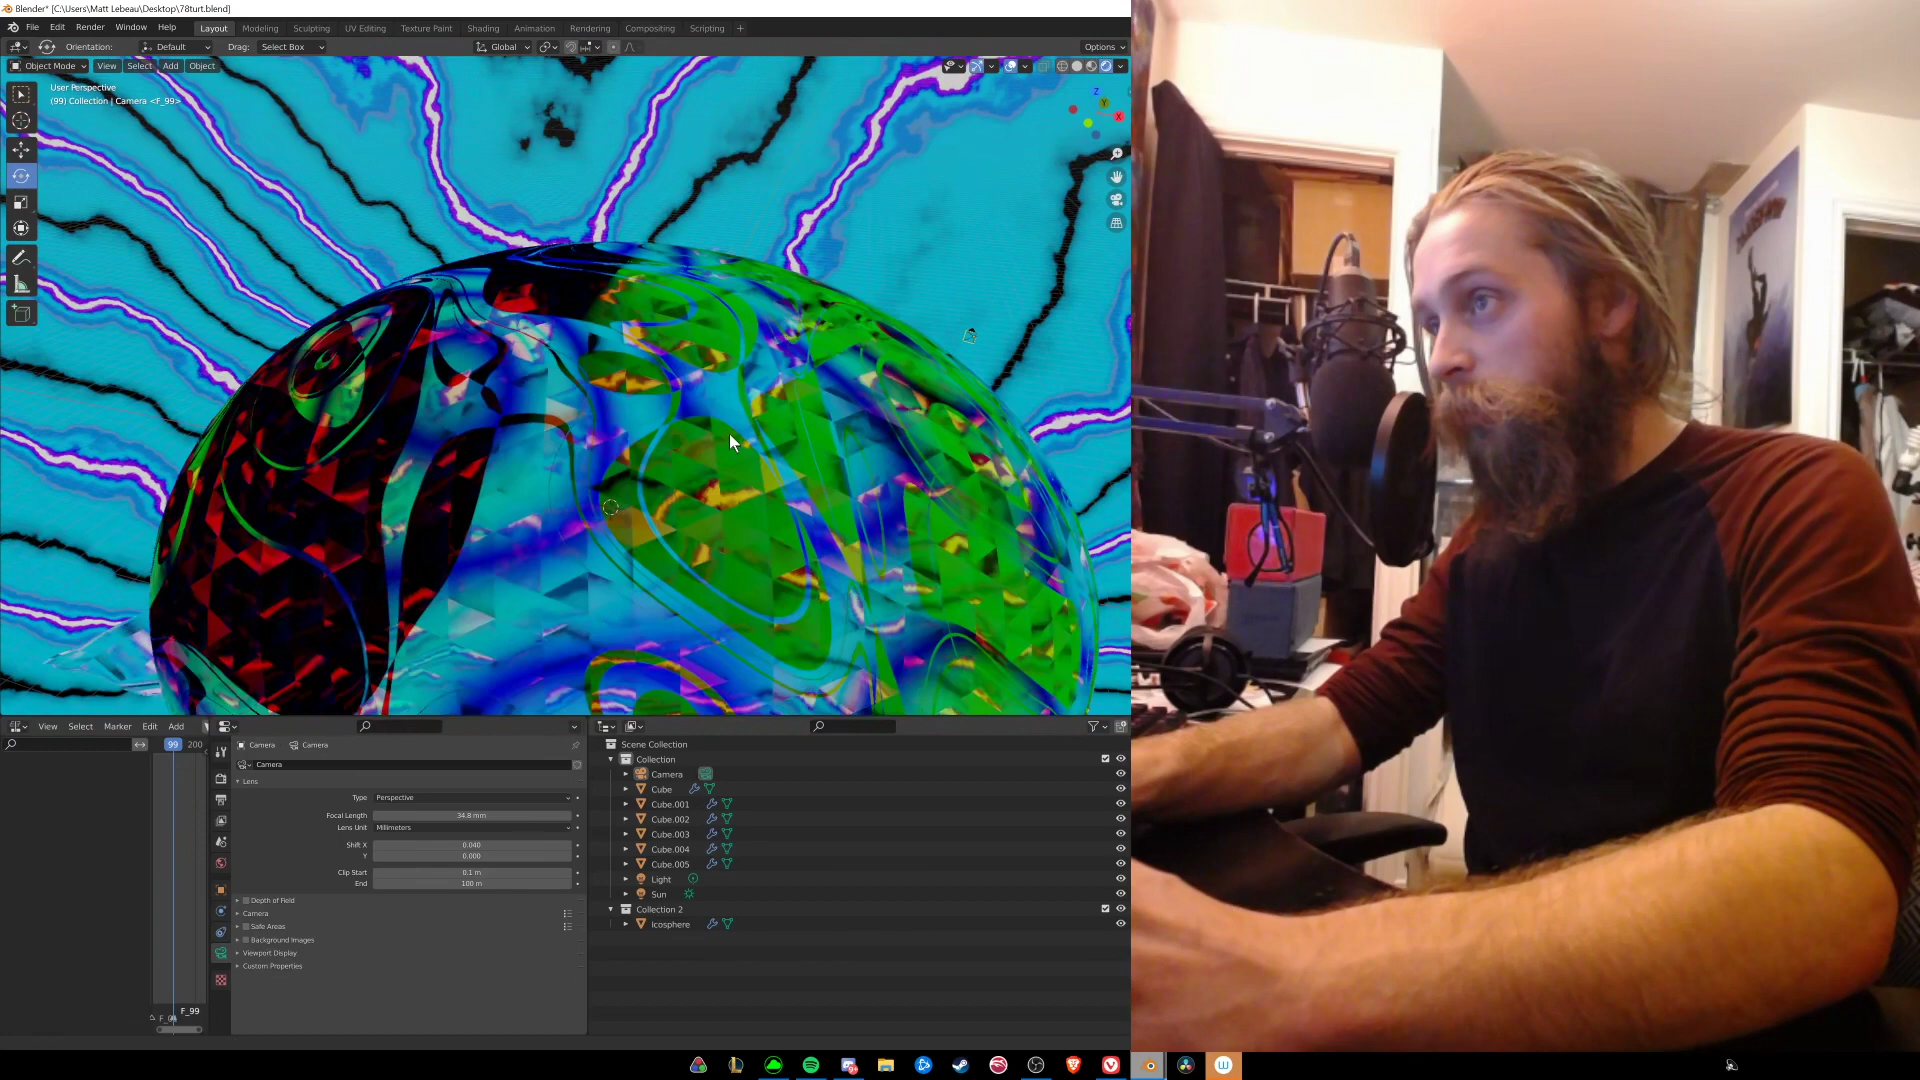 Blender* [C:\Users\Matt Lebeau\Desktop\78turt.blend]
File Edit Render Window Help Layout Modeling Sculpting UV Editing Texture Paint Shading Animation Rendering Compositing Scripting +
Orientation: Default Drag: Select Box Global Options
Object Mode View Select Add Object
User Perspective
(99) Collection | Camera <F_99>
Z
Y
X
View Select Marker Edit Add
99 200
F_99
Camera Camera
Camera
Lens
Type Perspective
Focal Length 34.8 mm
Lens Unit Millimeters
Shift X 0.040
Y 0.000
Clip Start 0.1 m
End 100 m
Depth of Field
Camera
Safe Areas
Background Images
Viewport Display
Custom Properties
Scene Collection
Collection
Camera
Cube
Cube.001
Cube.002
Cube.003
Cube.004
Cube.005
Light
Sun
Collection 2
Icosphere